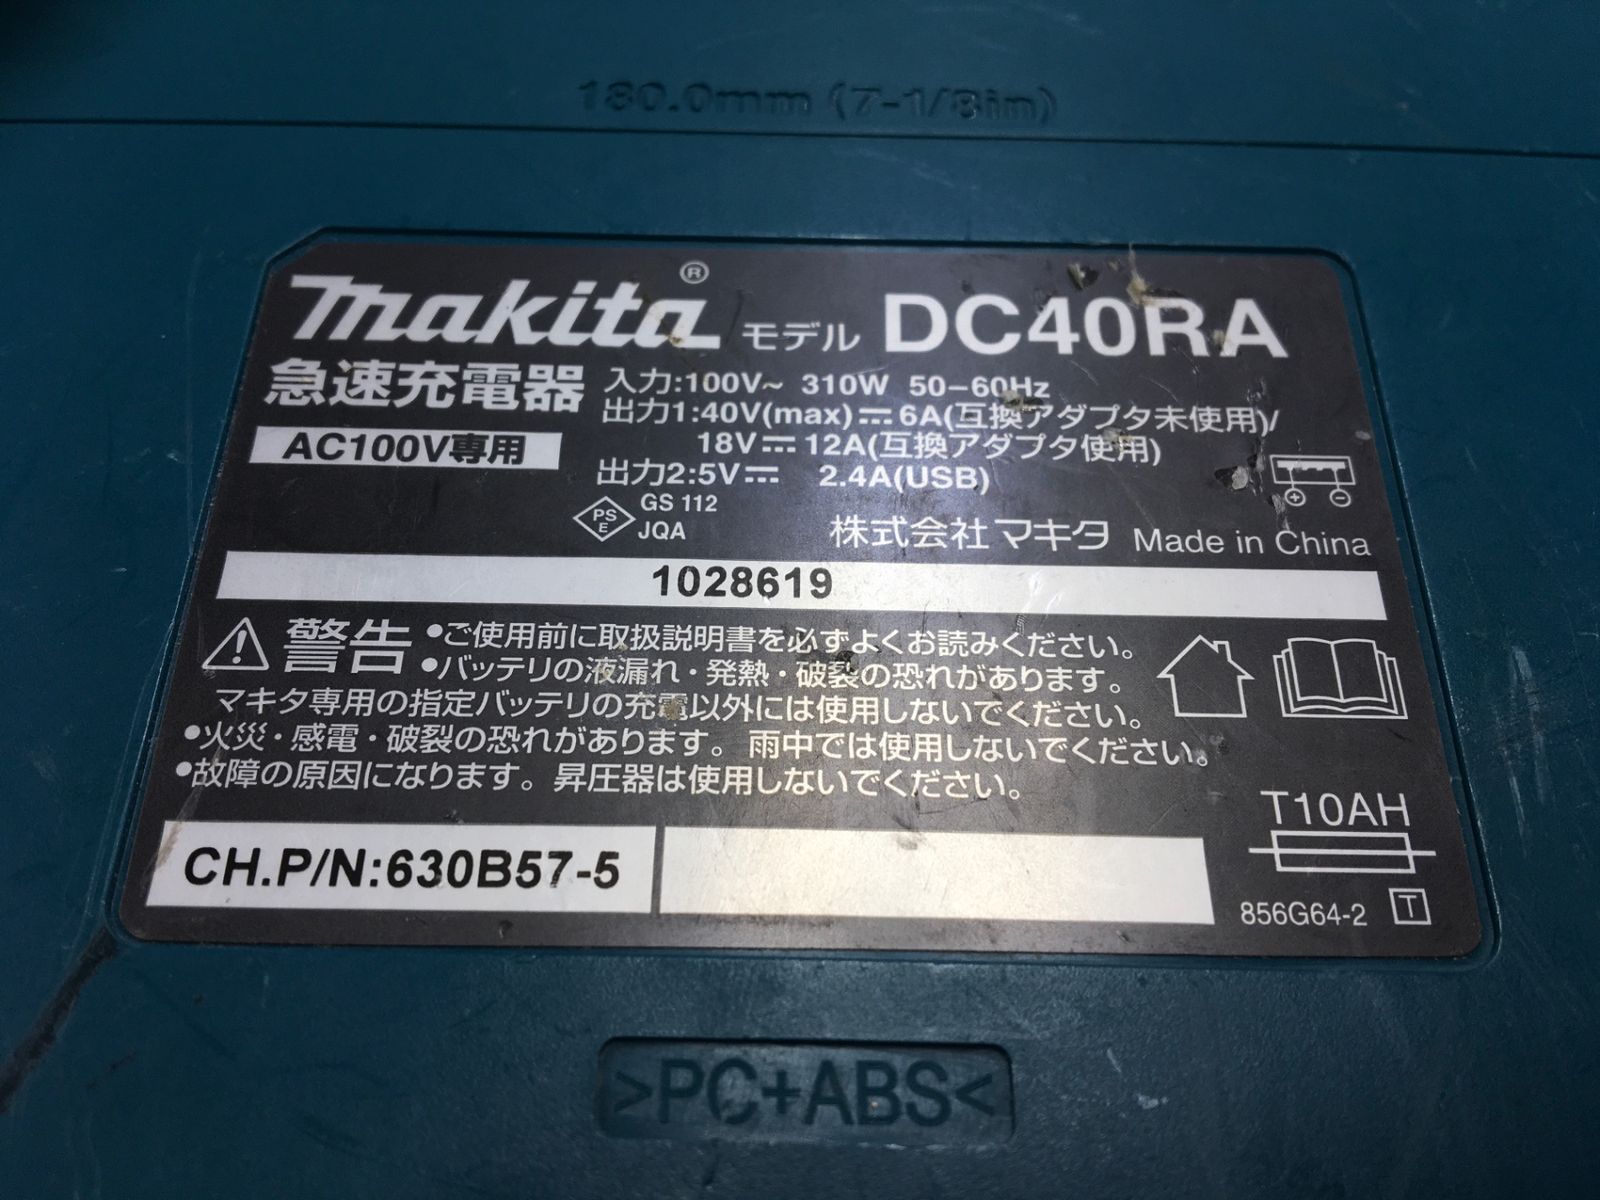 180.0mm (7-1/8in)
makita® モデル DC40RA
急速充電器
AC100V専用
入力:100V~ 310W 50-60Hz
出力1:40V(max)⎓6A(互換アダプタ未使用)/
18V⎓12A(互換アダプタ使用)
出力2:5V⎓ 2.4A(USB)
PS
E
GS 112
JQA
株式会社マキタ Made in China
1028619
警告 •ご使用前に取扱説明書を必ずよくお読みください。
•バッテリの液漏れ・発熱・破裂の恐れがあります。
マキタ専用の指定バッテリの充電以外には使用しないでください。
•火災・感電・破裂の恐れがあります。雨中では使用しないでください。
•故障の原因になります。昇圧器は使用しないでください。
T10AH
CH.P/N:630B57-5
856G64-2 T
>PC+ABS<